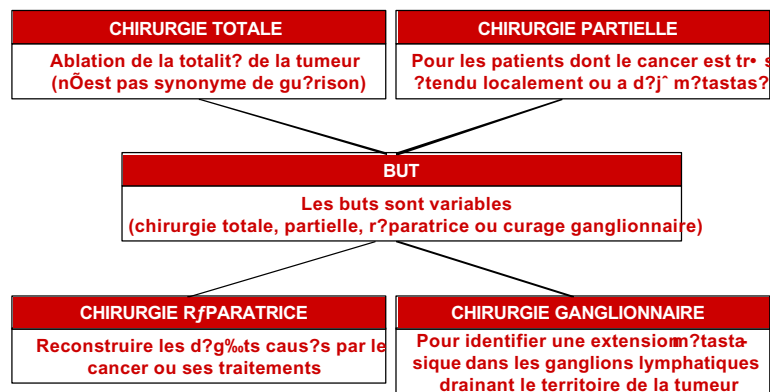 CHIRURGIE TOTALE
Ablation de la totalit? de la tumeur
(nÕest pas synonyme de gu?rison)
CHIRURGIE PARTIELLE
Pour les patients dont le cancer est tr• s
?tendu localement ou a d?jˆ m?tastas?
BUT
Les buts sont variables
(chirurgie totale, partielle, r?paratrice ou curage ganglionnaire)
CHIRURGIE RƒPARATRICE
Reconstruire les d?g‰ts caus?s par le
cancer ou ses traitements
CHIRURGIE GANGLIONNAIRE
Pour identifier une extension m?tasta-
sique dans les ganglions lymphatiques
drainant le territoire de la tumeur